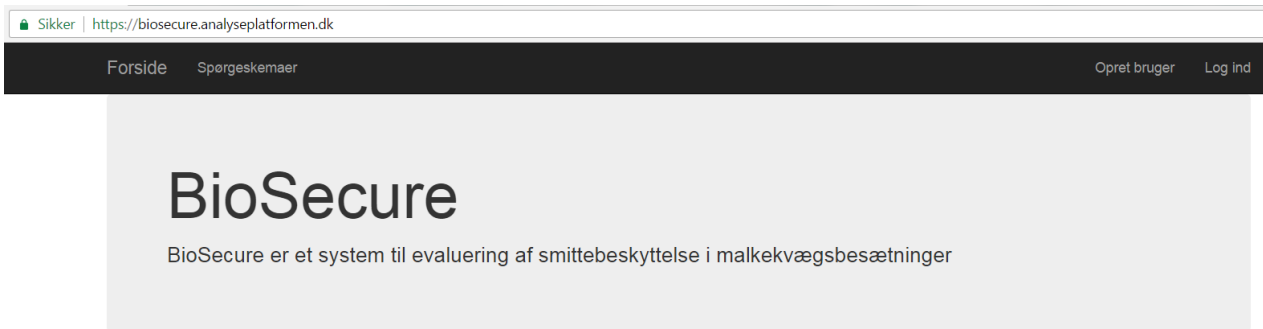 Sikker | https://biosecure.analyseplatformen.dk
Forside Spørgeskemaer Opret bruger Log ind
BioSecure
BioSecure er et system til evaluering af smittebeskyttelse i malkekvægsbesætninger